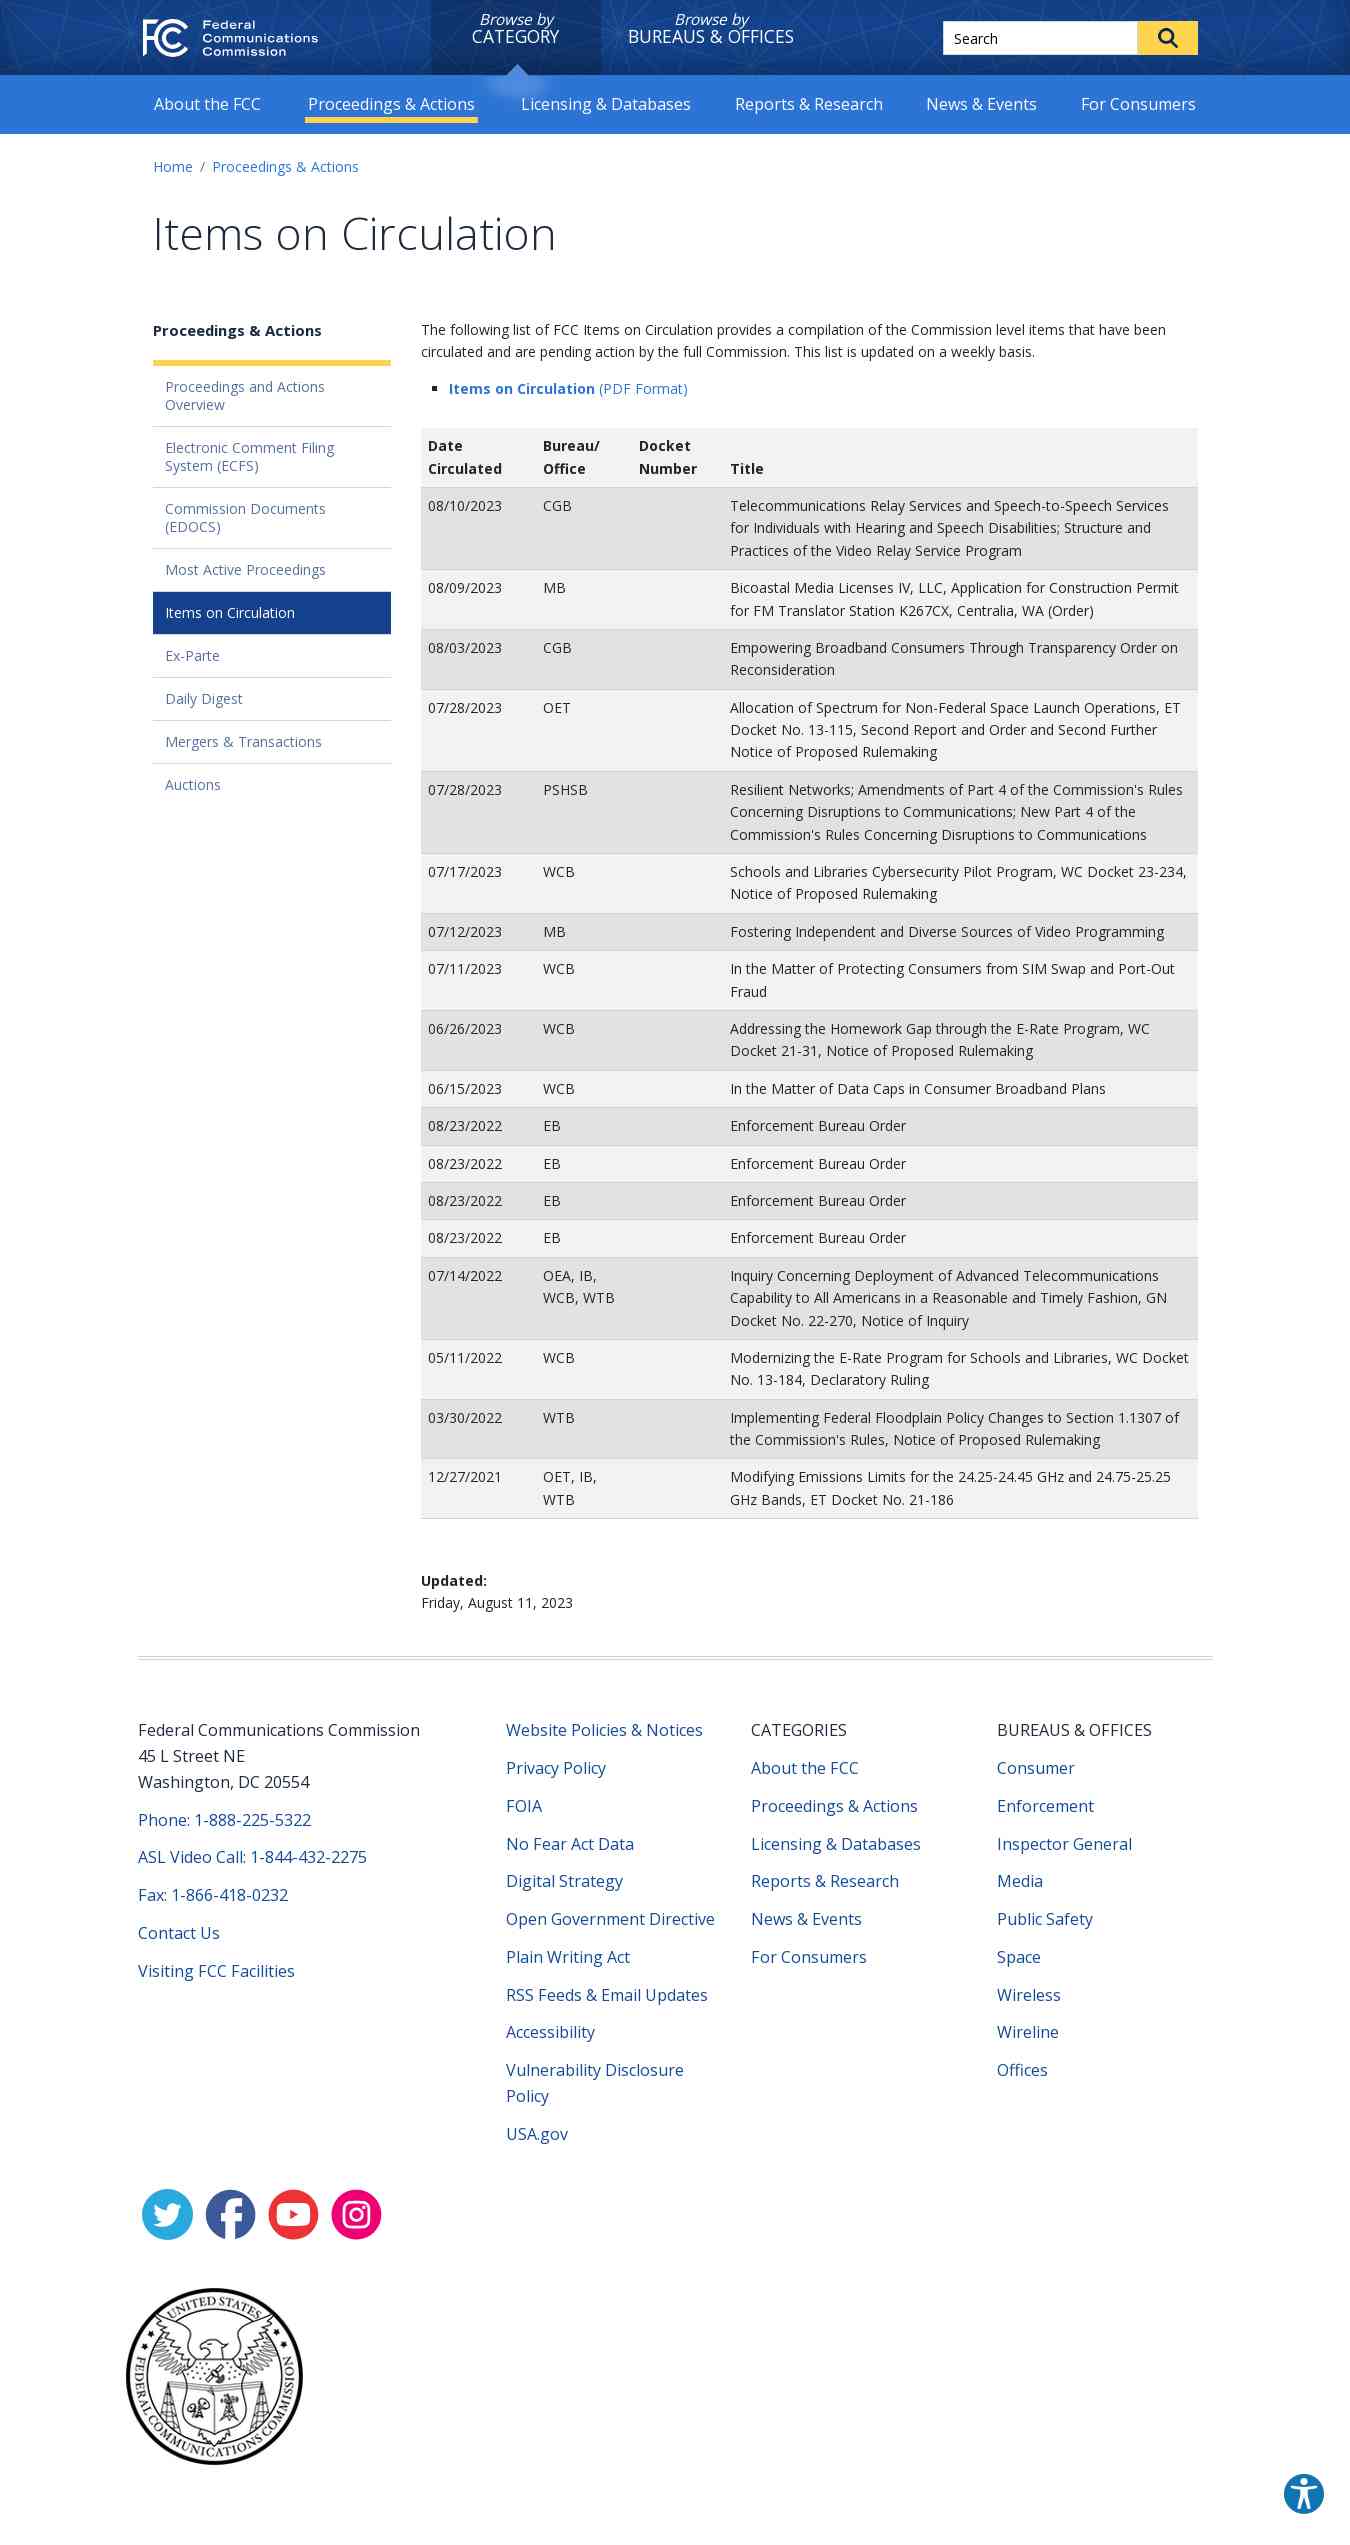 Federal
Communications
Commission
Browse by
CATEGORY
Browse by
BUREAUS & OFFICES
Search
About the FCC
Proceedings & Actions
Licensing & Databases
Reports & Research
News & Events
For Consumers
Home / Proceedings & Actions
Items on Circulation
Proceedings & Actions
Proceedings and Actions
Overview
Electronic Comment Filing
System (ECFS)
Commission Documents
(EDOCS)
Most Active Proceedings
Items on Circulation
Ex-Parte
Daily Digest
Mergers & Transactions
Auctions
The following list of FCC Items on Circulation provides a compilation of the Commission level items that have been
circulated and are pending action by the full Commission. This list is updated on a weekly basis.
Items on Circulation (PDF Format)
Date Bureau/ Docket
Circulated Office Number Title
08/10/2023 CGB Telecommunications Relay Services and Speech-to-Speech Services
for Individuals with Hearing and Speech Disabilities; Structure and
Practices of the Video Relay Service Program
08/09/2023 MB Bicoastal Media Licenses IV, LLC, Application for Construction Permit
for FM Translator Station K267CX, Centralia, WA (Order)
08/03/2023 CGB Empowering Broadband Consumers Through Transparency Order on
Reconsideration
07/28/2023 OET Allocation of Spectrum for Non-Federal Space Launch Operations, ET
Docket No. 13-115, Second Report and Order and Second Further
Notice of Proposed Rulemaking
07/28/2023 PSHSB Resilient Networks; Amendments of Part 4 of the Commission's Rules
Concerning Disruptions to Communications; New Part 4 of the
Commission's Rules Concerning Disruptions to Communications
07/17/2023 WCB Schools and Libraries Cybersecurity Pilot Program, WC Docket 23-234,
Notice of Proposed Rulemaking
07/12/2023 MB Fostering Independent and Diverse Sources of Video Programming
07/11/2023 WCB In the Matter of Protecting Consumers from SIM Swap and Port-Out
Fraud
06/26/2023 WCB Addressing the Homework Gap through the E-Rate Program, WC
Docket 21-31, Notice of Proposed Rulemaking
06/15/2023 WCB In the Matter of Data Caps in Consumer Broadband Plans
08/23/2022 EB Enforcement Bureau Order
08/23/2022 EB Enforcement Bureau Order
08/23/2022 EB Enforcement Bureau Order
08/23/2022 EB Enforcement Bureau Order
07/14/2022 OEA, IB, Inquiry Concerning Deployment of Advanced Telecommunications
WCB, WTB Capability to All Americans in a Reasonable and Timely Fashion, GN
Docket No. 22-270, Notice of Inquiry
05/11/2022 WCB Modernizing the E-Rate Program for Schools and Libraries, WC Docket
No. 13-184, Declaratory Ruling
03/30/2022 WTB Implementing Federal Floodplain Policy Changes to Section 1.1307 of
the Commission's Rules, Notice of Proposed Rulemaking
12/27/2021 OET, IB, Modifying Emissions Limits for the 24.25-24.45 GHz and 24.75-25.25
WTB GHz Bands, ET Docket No. 21-186
Updated:
Friday, August 11, 2023
Federal Communications Commission
45 L Street NE
Washington, DC 20554
Phone: 1-888-225-5322
ASL Video Call: 1-844-432-2275
Fax: 1-866-418-0232
Contact Us
Visiting FCC Facilities
Website Policies & Notices
Privacy Policy
FOIA
No Fear Act Data
Digital Strategy
Open Government Directive
Plain Writing Act
RSS Feeds & Email Updates
Accessibility
Vulnerability Disclosure
Policy
USA.gov
CATEGORIES
About the FCC
Proceedings & Actions
Licensing & Databases
Reports & Research
News & Events
For Consumers
BUREAUS & OFFICES
Consumer
Enforcement
Inspector General
Media
Public Safety
Space
Wireless
Wireline
Offices
UNITED STATES
FEDERAL COMMUNICATIONS COMMISSION